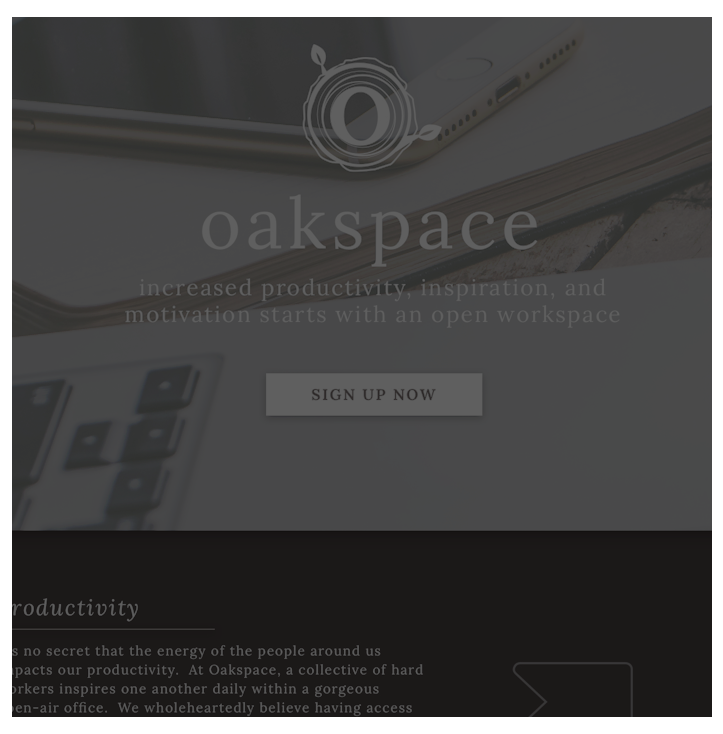 O
oakspace
increased productivity, inspiration, and
motivation starts with an open workspace
SIGN UP NOW
roductivity
s no secret that the energy of the people around us
pacts our productivity. At Oakspace, a collective of hard
orkers inspires one another daily within a gorgeous
en-air office. We wholeheartedly believe having access